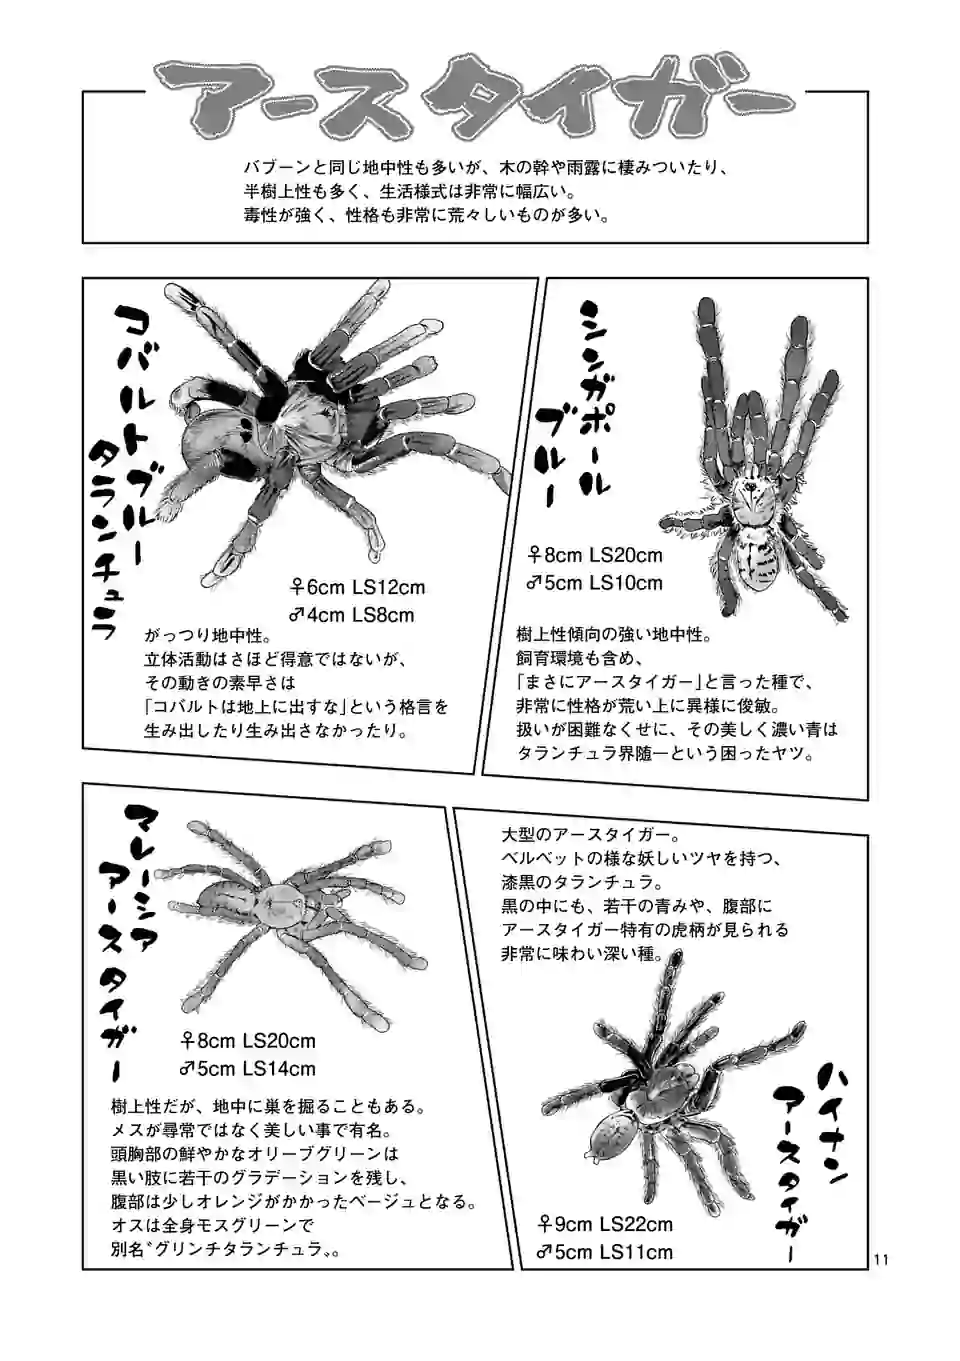 アースタイガー
バブーンと同じ地中性も多いが、木の幹や雨露に棲みついたり、
半樹上性も多く、生活様式は非常に幅広い。
毒性が強く、性格も非常に荒々しいものが多い。
コバルトブルー
タランチュラ
♀6cm LS12cm
♂4cm LS8cm
がっつり地中性。
立体活動はさほど得意ではないが、
その動きの素早さは
「コバルトは地上に出すな」という格言を
生み出したり生み出さなかったり。
シンガポール
ブルー
♀8cm LS20cm
♂5cm LS10cm
樹上性傾向の強い地中性。
飼育環境も含め、
「まさにアースタイガー」と言った種で、
非常に性格が荒い上に異様に俊敏。
扱いが困難なくせに、その美しく濃い青は
タランチュラ界随一という困ったヤツ。
マレーシア
アースタイガー
♀8cm LS20cm
♂5cm LS14cm
樹上性だが、地中に巣を掘ることもある。
メスが尋常ではなく美しい事で有名。
頭胸部の鮮やかなオリーブグリーンは
黒い肢に若干のグラデーションを残し、
腹部は少しオレンジがかかったベージュとなる。
オスは全身モスグリーンで
別名〝グリンチタランチュラ〟。
大型のアースタイガー。
ベルベットの様な妖しいツヤを持つ、
漆黒のタランチュラ。
黒の中にも、若干の青みや、腹部に
アースタイガー特有の虎柄が見られる
非常に味わい深い種。
ハイナン
アースタイガー
♀9cm LS22cm
♂5cm LS11cm
11